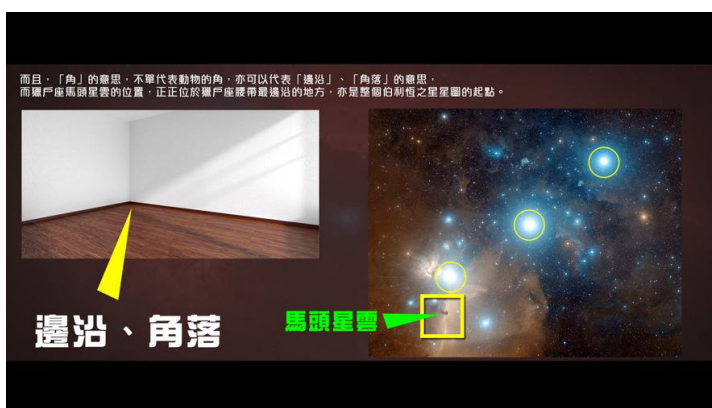 而且，「角」的意思，不單代表動物的角，亦可以代表「邊沿」、「角落」的意思，
而獵戶座馬頭星雲的位置，正正位於獵戶座腰帶最邊沿的地方，亦是整個伯利恆之星星圖的起點。
邊沿、角落
馬頭星雲